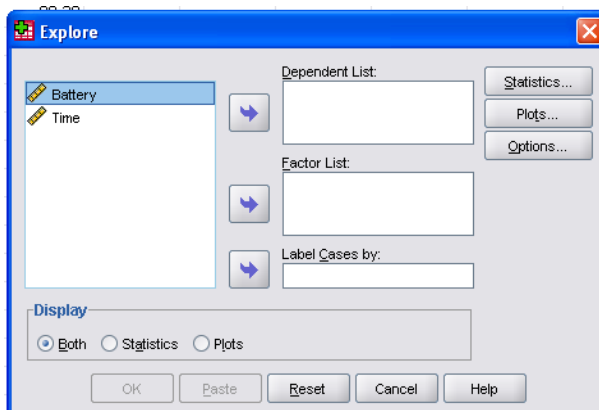 Explore
Battery
Time
Dependent List:
Factor List:
Label Cases by:
Statistics...
Plots...
Options...
Display
Both Statistics Plots
OK Paste Reset Cancel Help